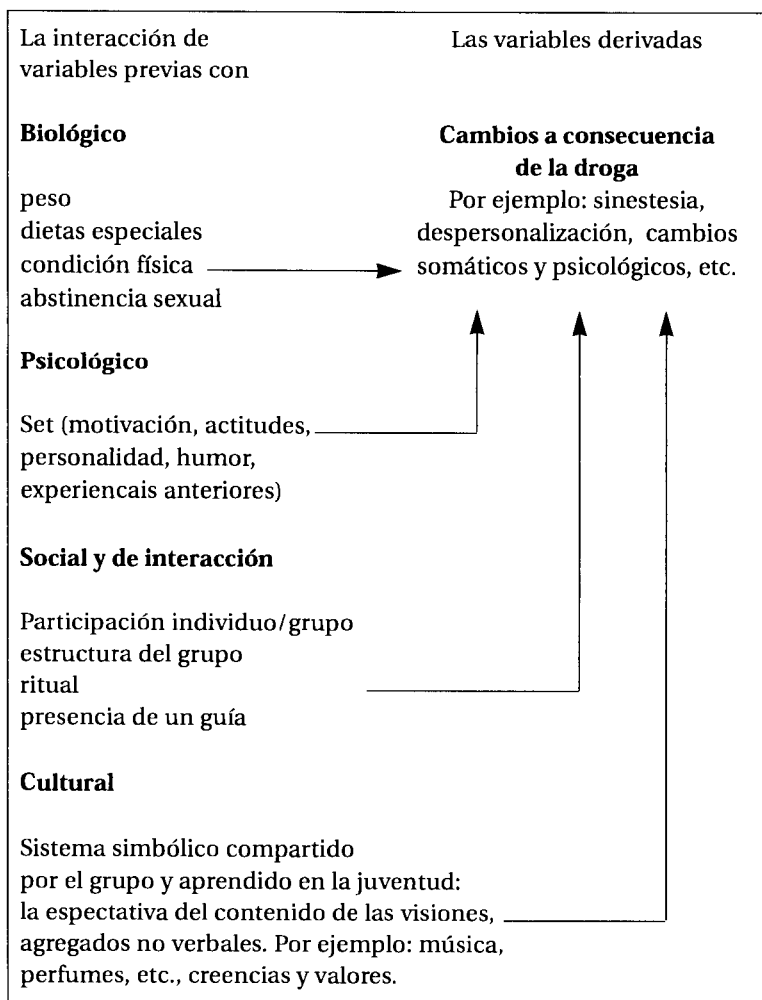 La interacción de
variables previas con
Las variables derivadas
Biológico
peso
dietas especiales
condición física
abstinencia sexual
Cambios a consecuencia
de la droga
Por ejemplo: sinestesia,
despersonalización, cambios
somáticos y psicológicos, etc.
Psicológico
Set (motivación, actitudes,
personalidad, humor,
experiencais anteriores)
Social y de interacción
Participación individuo/grupo
estructura del grupo
ritual
presencia de un guía
Cultural
Sistema simbólico compartido
por el grupo y aprendido en la juventud:
la espectativa del contenido de las visiones,
agregados no verbales. Por ejemplo: música,
perfumes, etc., creencias y valores.